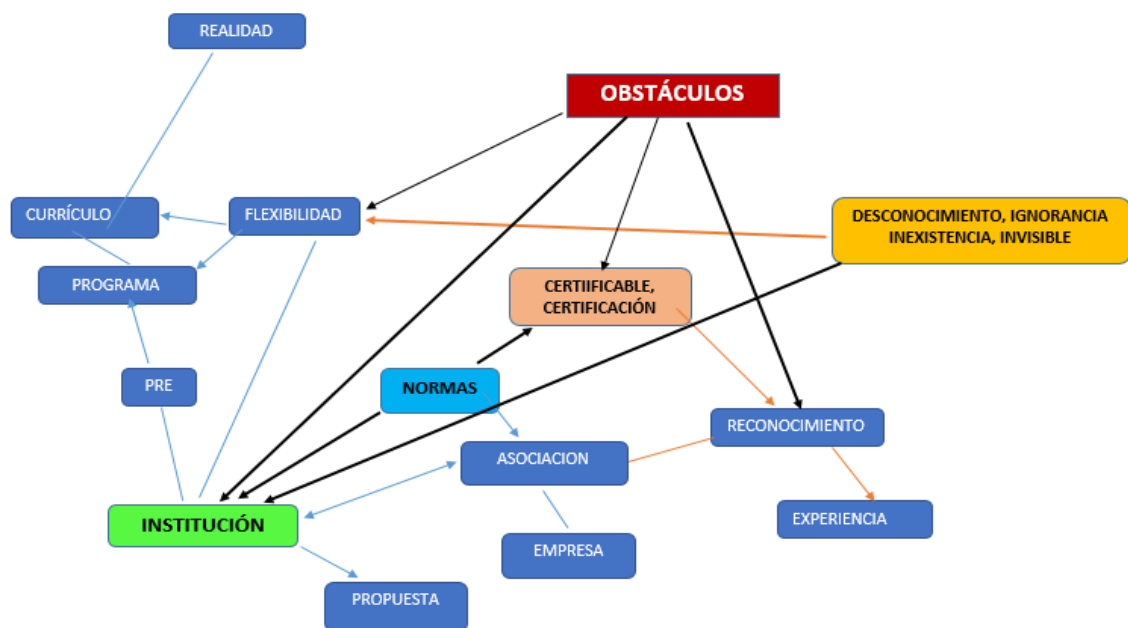 REALIDAD
OBSTÁCULOS
CURRÍCULO
FLEXIBILIDAD
DESCONOCIMIENTO, IGNORANCIA
INEXISTENCIA, INVISIBLE
PROGRAMA
CERTIIFICABLE,
CERTIFICACIÓN
PRE
NORMAS
RECONOCIMIENTO
ASOCIACION
INSTITUCIÓN
EXPERIENCIA
EMPRESA
PROPUESTA